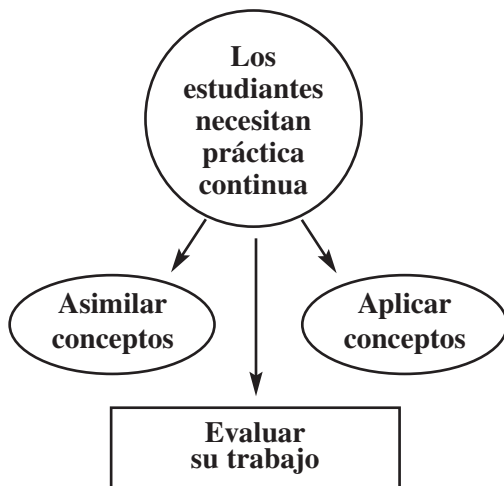 Los
estudiantes
necesitan
práctica
continua
Asimilar
conceptos
Aplicar
conceptos
Evaluar
su trabajo